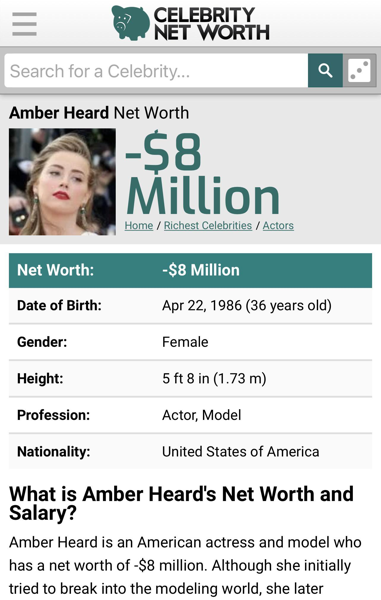 CELEBRITY
NET WORTH
Search for a Celebrity...
Amber Heard Net Worth
-$8
Million
Home / Richest Celebrities / Actors
Net Worth: -$8 Million
Date of Birth: Apr 22, 1986 (36 years old)
Gender: Female
Height: 5 ft 8 in (1.73 m)
Profession: Actor, Model
Nationality: United States of America
What is Amber Heard's Net Worth and
Salary?
Amber Heard is an American actress and model who
has a net worth of -$8 million. Although she initially
tried to break into the modeling world, she later